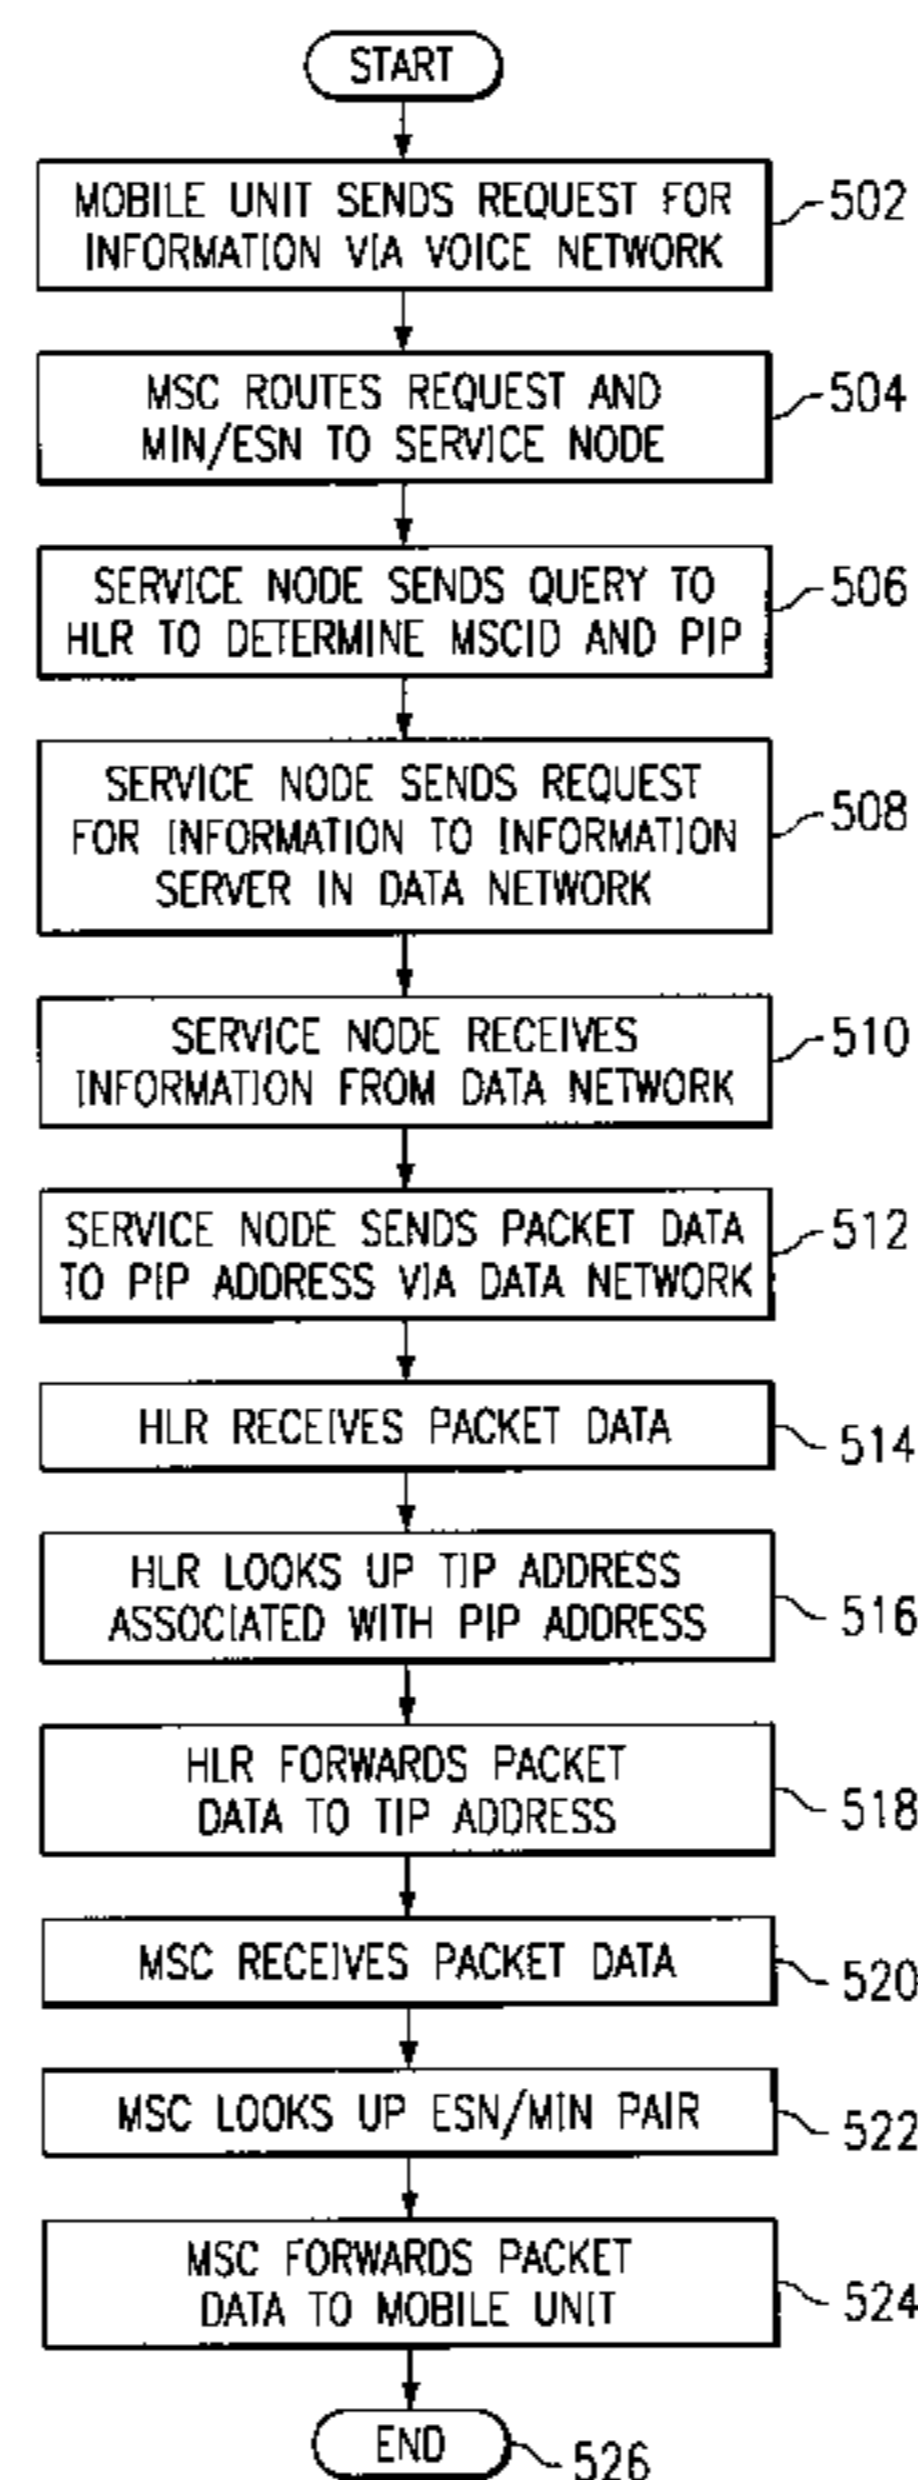 START
MOBILE UNIT SENDS REQUEST FOR
INFORMATION VIA VOICE NETWORK
502
MSC ROUTES REQUEST AND
MIN/ESN TO SERVICE NODE
504
SERVICE NODE SENDS QUERY TO
HLR TO DETERMINE MSCID AND PIP
506
SERVICE NODE SENDS REQUEST
FOR INFORMATION TO INFORMATION
SERVER IN DATA NETWORK
508
SERVICE NODE RECEIVES
INFORMATION FROM DATA NETWORK
510
SERVICE NODE SENDS PACKET DATA
TO PIP ADDRESS VIA DATA NETWORK
512
HLR RECEIVES PACKET DATA
514
HLR LOOKS UP TIP ADDRESS
ASSOCIATED WITH PIP ADDRESS
516
HLR FORWARDS PACKET
DATA TO TIP ADDRESS
518
MSC RECEIVES PACKET DATA
520
MSC LOOKS UP ESN/MIN PAIR
522
MSC FORWARDS PACKET
DATA TO MOBILE UNIT
524
END
526